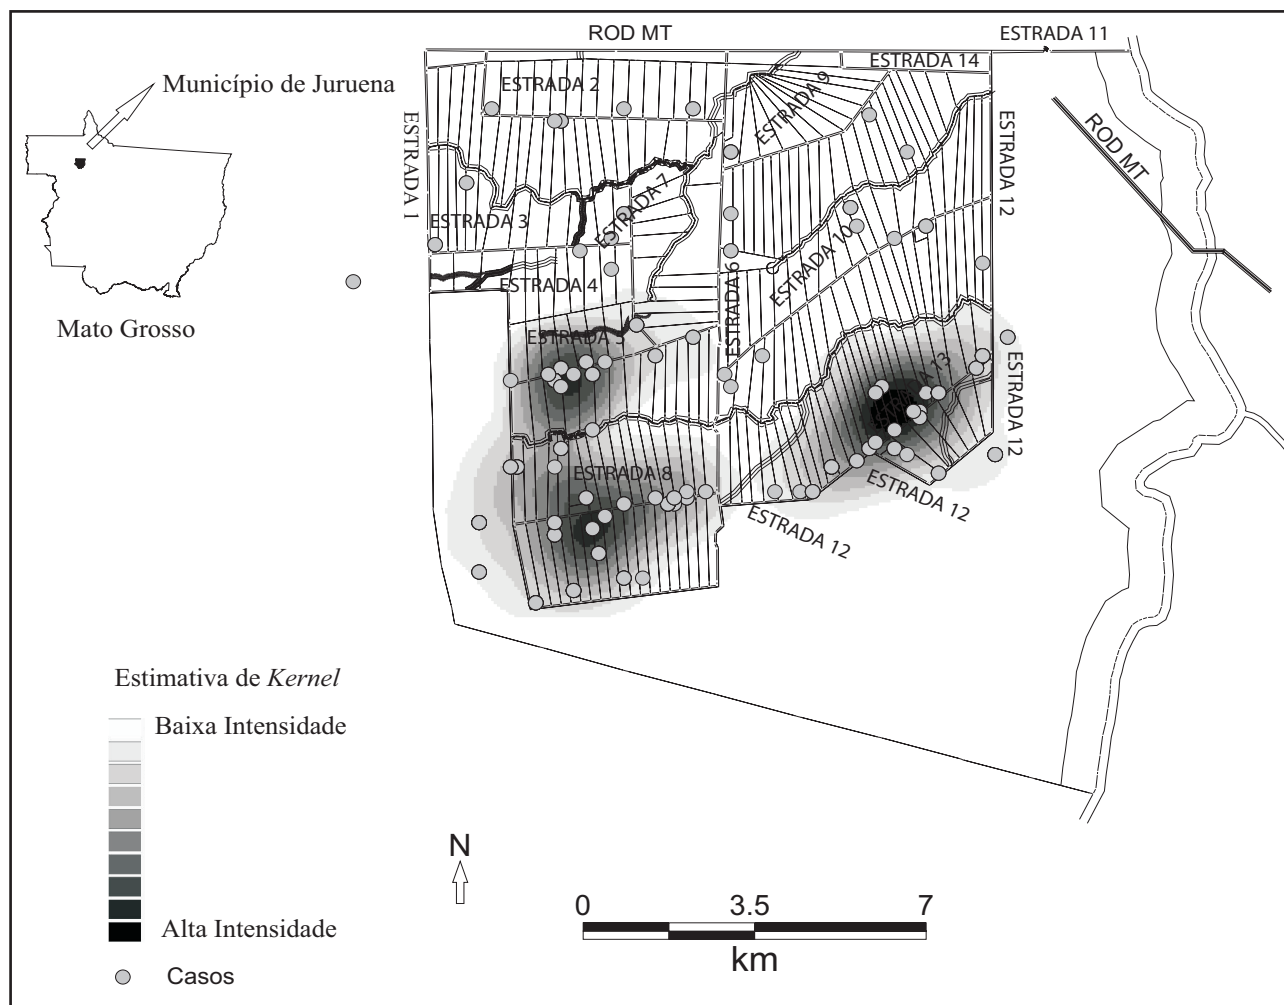 ROD MT
ESTRADA 11
ESTRADA 14
ESTRADA 2
ESTRADA 9
Município de Juruena
ESTRADA 1
ESTRADA 12
ROD MT
ESTRADA 7
ESTRADA 3
ESTRADA 10
ESTRADA 4
ESTRADA 6
Mato Grosso
ESTRADA 5
ESTRADA 13
ESTRADA 12
ESTRADA 8
ESTRADA 12
ESTRADA 12
Estimativa de Kernel
Baixa Intensidade
Alta Intensidade
Casos
N
0 3.5 7
km